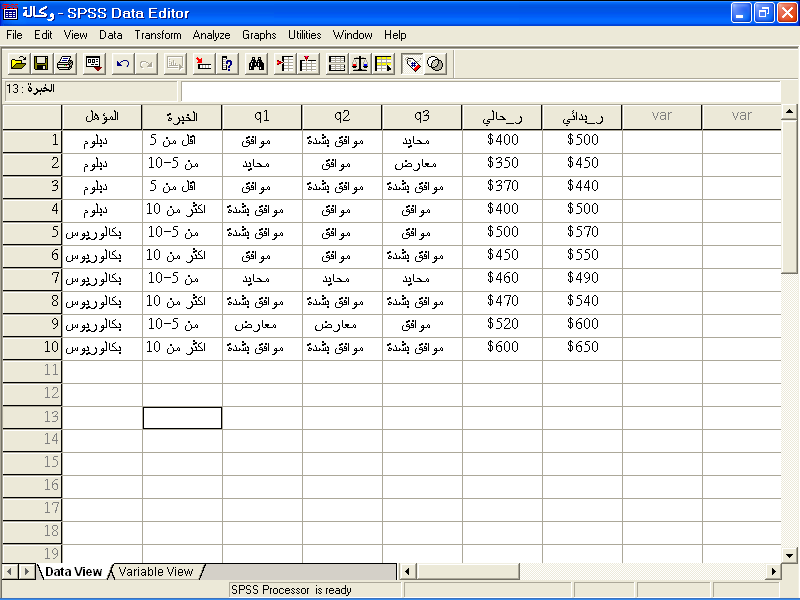 وكالة - SPSS Data Editor
File Edit View Data Transform Analyze Graphs Utilities Window Help
13 : الخبرة
المؤهل الخبرة q1 q2 q3 ر_حالي ر_بدائي var var
1 دبلوم اقل من 5 موافق موافق بشدة محايد $400 $500
2 دبلوم من 5-10 محايد موافق معارض $350 $450
3 دبلوم اقل من 5 موافق موافق بشدة موافق بشدة $370 $440
4 دبلوم اكثر من 10 موافق بشدة موافق موافق $400 $500
5 بكالوريوس من 5-10 موافق بشدة موافق موافق $500 $570
6 بكالوريوس اكثر من 10 موافق موافق موافق بشدة $450 $550
7 بكالوريوس من 5-10 محايد محايد محايد $460 $490
8 بكالوريوس اكثر من 10 موافق بشدة موافق بشدة موافق بشدة $470 $540
9 بكالوريوس من 5-10 معارض معارض موافق $520 $600
10 بكالوريوس اكثر من 10 موافق بشدة موافق بشدة موافق بشدة $600 $650
11
12
13
14
15
16
17
18
19
Data View Variable View
SPSS Processor is ready